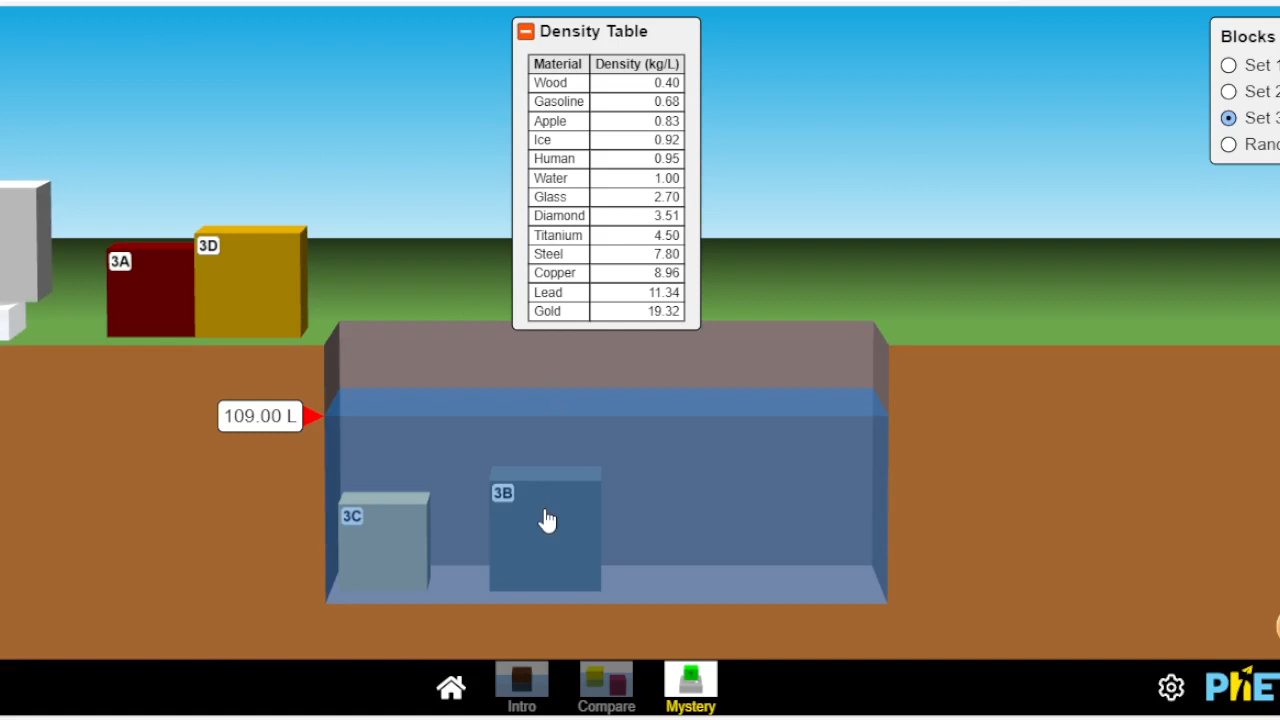 Density Table
Material Density (kg/L)
Wood 0.40
Gasoline 0.68
Apple 0.83
Ice 0.92
Human 0.95
Water 1.00
Glass 2.70
Diamond 3.51
Titanium 4.50
Steel 7.80
Copper 8.96
Lead 11.34
Gold 19.32
Blocks
Set 1
Set 2
Set 3
3A
3D
109.00 L
3C
3B
Intro
Compare
Mystery